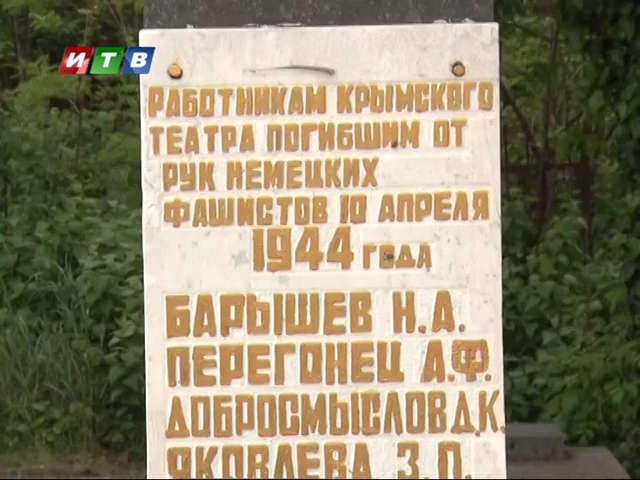 ИТВ
РАБОТНИКАМ КРЫМСКОГО
ТЕАТРА ПОГИБШИМ ОТ
РУК НЕМЕЦКИХ
ФАШИСТОВ 10 АПРЕЛЯ
1944 ГОДА
БАРЫШЕВ Н.А.
ПЕРЕГОНЕЦ А.Ф.
ДОБРОСМЫСЛОВ Д.К.
ЯКОВЛЕВА З.П.